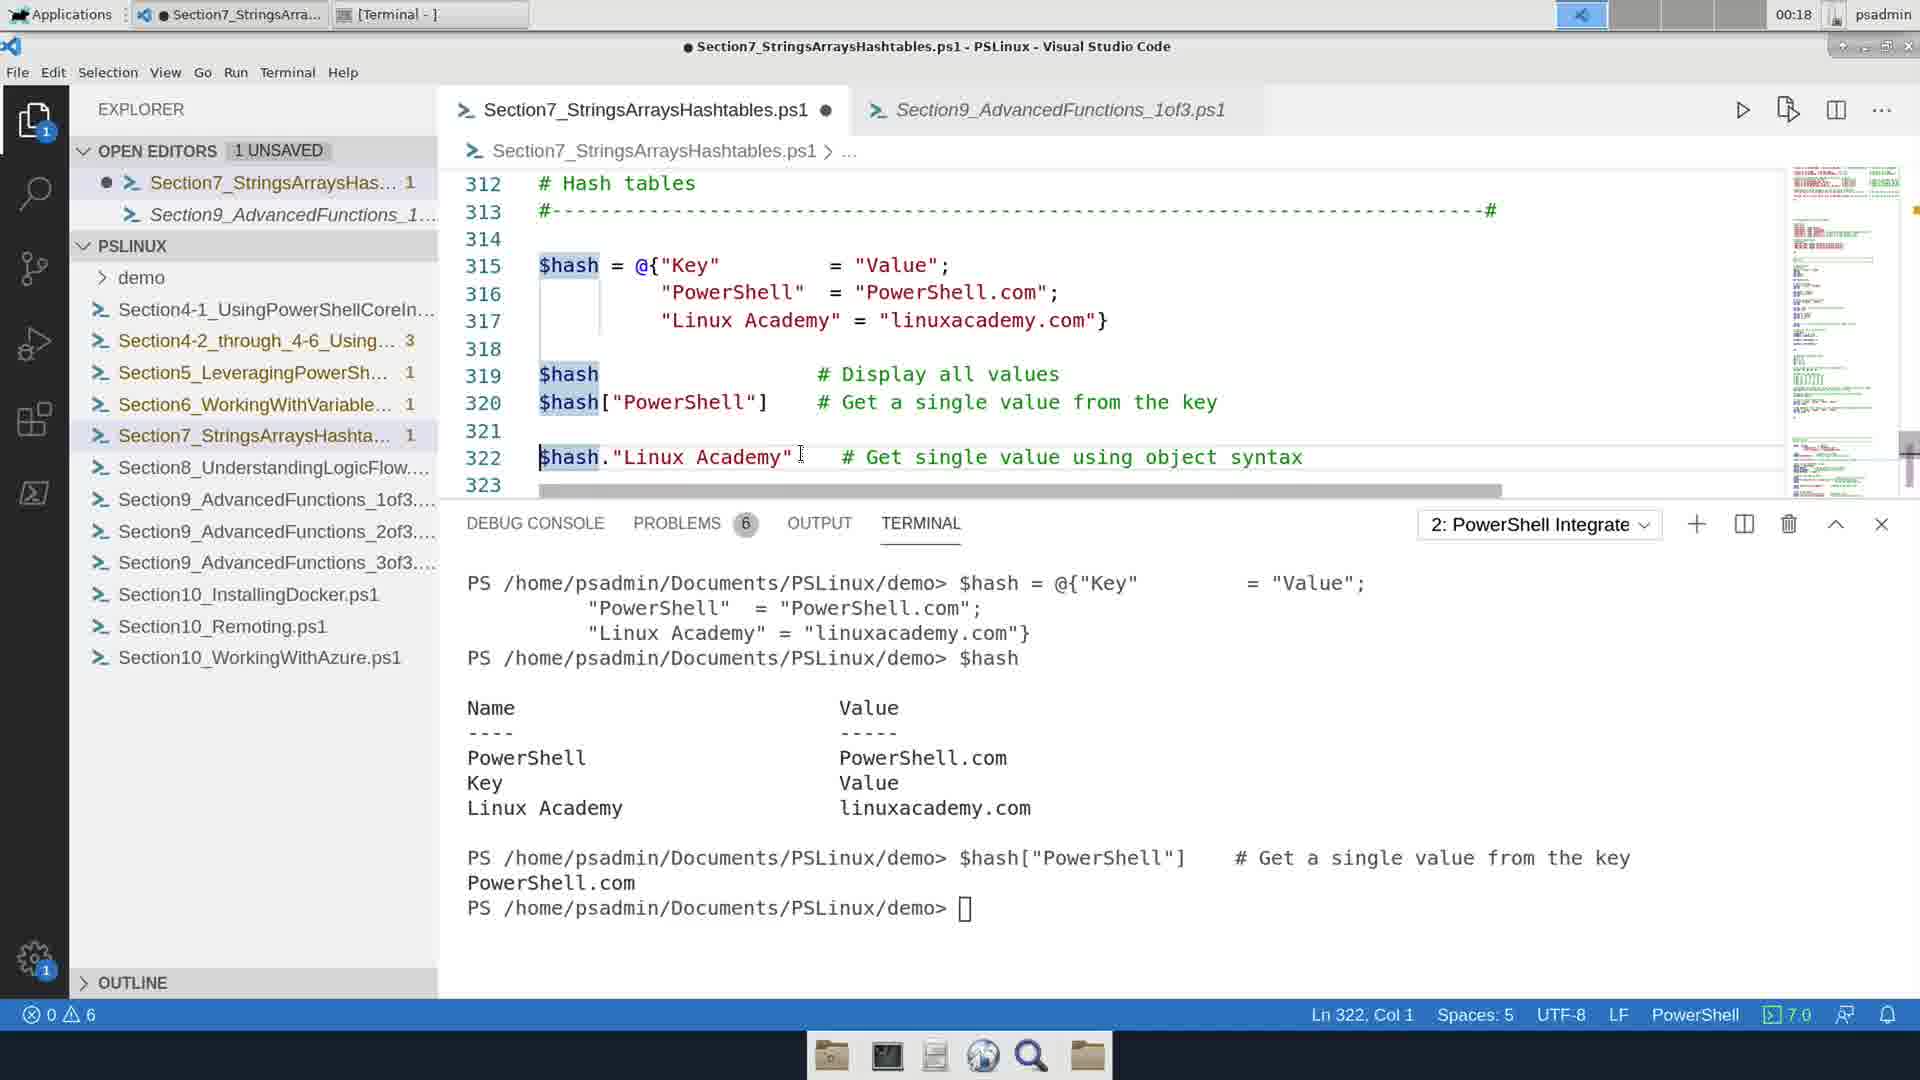 Applications
● Section7_StringsArra...
[Terminal - ]
00:18
psadmin
● Section7_StringsArraysHashtables.ps1 - PSLinux - Visual Studio Code
File Edit Selection View Go Run Terminal Help
EXPLORER
OPEN EDITORS 1 UNSAVED
Section7_StringsArraysHas... 1
Section9_AdvancedFunctions_1...
PSLINUX
demo
Section4-1_UsingPowerShellCoreIn...
Section4-2_through_4-6_Using... 3
Section5_LeveragingPowerSh... 1
Section6_WorkingWithVariable... 1
Section7_StringsArraysHashta... 1
Section8_UnderstandingLogicFlow....
Section9_AdvancedFunctions_1of3....
Section9_AdvancedFunctions_2of3....
Section9_AdvancedFunctions_3of3....
Section10_InstallingDocker.ps1
Section10_Remoting.ps1
Section10_WorkingWithAzure.ps1
OUTLINE
1
1
Section7_StringsArraysHashtables.ps1 ●
Section9_AdvancedFunctions_1of3.ps1
Section7_StringsArraysHashtables.ps1 > ...
312 # Hash tables
313 #------------------------------------------------------------------------------#
314
315 $hash = @{"Key"         = "Value";
316           "PowerShell"  = "PowerShell.com";
317           "Linux Academy" = "linuxacademy.com"}
318
319 $hash                  # Display all values
320 $hash["PowerShell"]    # Get a single value from the key
321
322 $hash."Linux Academy"    # Get single value using object syntax
323
DEBUG CONSOLE PROBLEMS 6 OUTPUT TERMINAL
2: PowerShell Integrate
PS /home/psadmin/Documents/PSLinux/demo> $hash = @{"Key"         = "Value";
          "PowerShell"  = "PowerShell.com";
          "Linux Academy" = "linuxacademy.com"}
PS /home/psadmin/Documents/PSLinux/demo> $hash
Name                           Value
----                           -----
PowerShell                     PowerShell.com
Key                            Value
Linux Academy                  linuxacademy.com
PS /home/psadmin/Documents/PSLinux/demo> $hash["PowerShell"]    # Get a single value from the key
PowerShell.com
PS /home/psadmin/Documents/PSLinux/demo>
0 6
Ln 322, Col 1 Spaces: 5 UTF-8 LF PowerShell 7.0